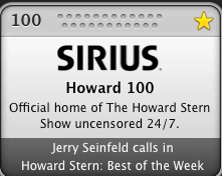 100
SIRIUS
Howard 100
Official home of The Howard Stern
Show uncensored 24/7.
Jerry Seinfeld calls in
Howard Stern: Best of the Week